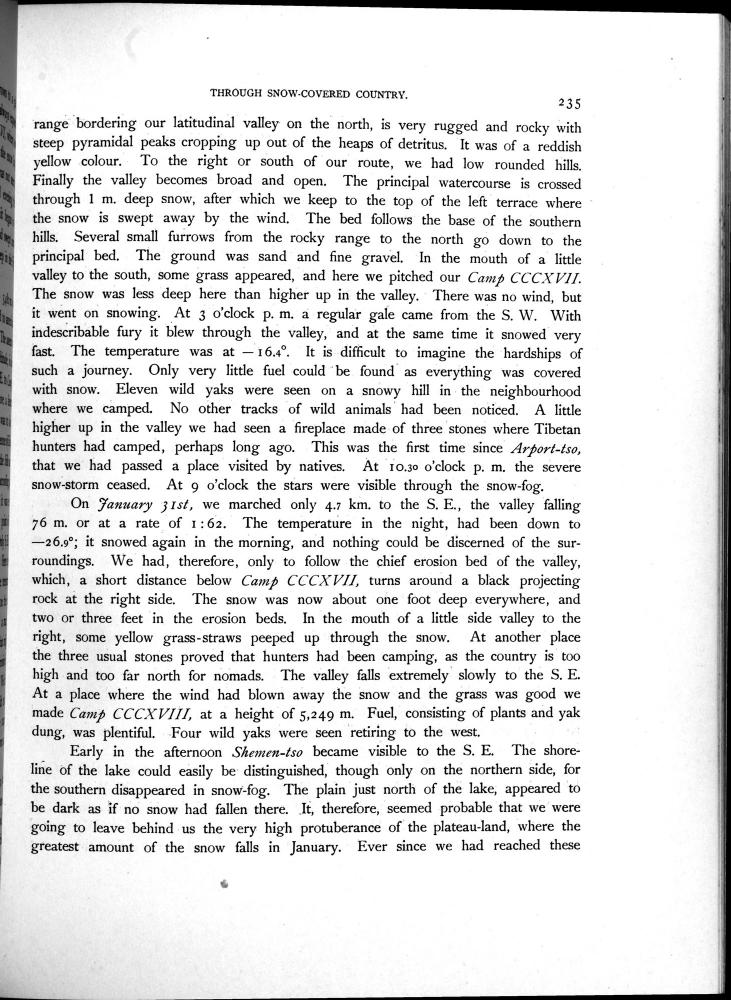 THROUGH SNOW-COVERED COUNTRY.
235
range bordering our latitudinal valley on the north, is very rugged and rocky with
steep pyramidal peaks cropping up out of the heaps of detritus. It was of a reddish
yellow colour. To the right or south of our route, we had low rounded hills.
Finally the valley becomes broad and open. The principal watercourse is crossed
through 1 m. deep snow, after which we keep to the top of the left terrace where
the snow is swept away by the wind. The bed follows the base of the southern
hills. Several small furrows from the rocky range to the north go down to the
principal bed. The ground was sand and fine gravel. In the mouth of a little
valley to the south, some grass appeared, and here we pitched our Camp CCCXVII.
The snow was less deep here than higher up in the valley. There was no wind, but
it went on snowing. At 3 o'clock p. m. a regular gale came from the S. W. With
indescribable fury it blew through the valley, and at the same time it snowed very
fast. The temperature was at — 16.4°. It is difficult to imagine the hardships of
such a journey. Only very little fuel could be found as everything was covered
with snow. Eleven wild yaks were seen on a snowy hill in the neighbourhood
where we camped. No other tracks of wild animals had been noticed. A little
higher up in the valley we had seen a fireplace made of three stones where Tibetan
hunters had camped, perhaps long ago. This was the first time since Arport-tso,
that we had passed a place visited by natives. At 10.30 o'clock p. m. the severe
snow-storm ceased. At 9 o'clock the stars were visible through the snow-fog.
On January 31st, we marched only 4.7 km. to the S. E., the valley falling
76 m. or at a rate of 1 : 62. The temperature in the night, had been down to
—26.9°; it snowed again in the morning, and nothing could be discerned of the sur-
roundings. We had, therefore, only to follow the chief erosion bed of the valley,
which, a short distance below Camp CCCXVII, turns around a black projecting
rock at the right side. The snow was now about one foot deep everywhere, and
two or three feet in the erosion beds. In the mouth of a little side valley to the
right, some yellow grass-straws peeped up through the snow. At another place
the three usual stones proved that hunters had been camping, as the country is too
high and too far north for nomads. The valley falls extremely slowly to the S. E.
At a place where the wind had blown away the snow and the grass was good we
made Camp CCCXVIII, at a height of 5,249 m. Fuel, consisting of plants and yak
dung, was plentiful. Four wild yaks were seen retiring to the west.
Early in the afternoon Shemen-tso became visible to the S. E. The shore-
line of the lake could easily be distinguished, though only on the northern side, for
the southern disappeared in snow-fog. The plain just north of the lake, appeared to
be dark as if no snow had fallen there. It, therefore, seemed probable that we were
going to leave behind us the very high protuberance of the plateau-land, where the
greatest amount of the snow falls in January. Ever since we had reached these